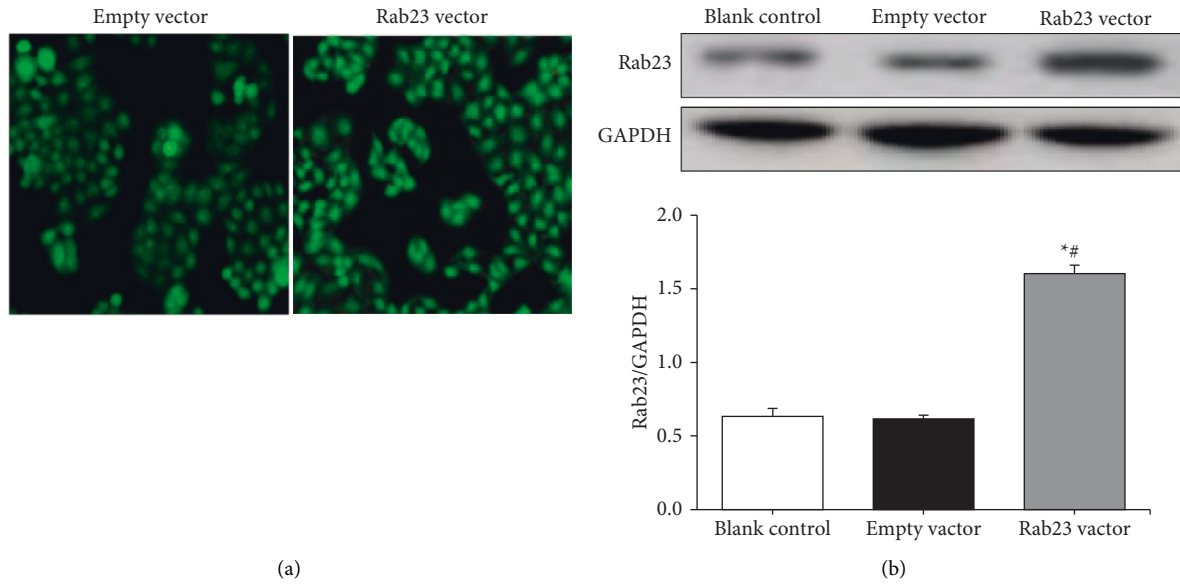 Empty vector
Rab23 vector
(a)
Blank control
Empty vector
Rab23 vector
Rab23
GAPDH
2.0
1.5
1.0
0.5
0.0
Rab23/GAPDH
*#
Blank control
Empty vactor
Rab23 vactor
(b)